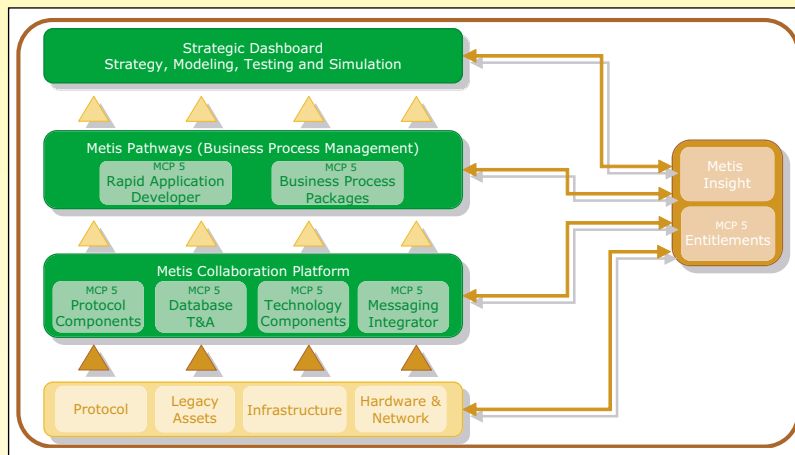 Strategic Dashboard
Strategy, Modeling, Testing and Simulation
Metis Pathways (Business Process Management)
MCP 5
Rapid Application
Developer
MCP 5
Business Process
Packages
Metis Collaboration Platform
MCP 5
Protocol
Components
MCP 5
Database
T&A
MCP 5
Technology
Components
MCP 5
Messaging
Integrator
Protocol
Legacy
Assets
Infrastructure
Hardware &
Network
Metis
Insight
MCP 5
Entitlements